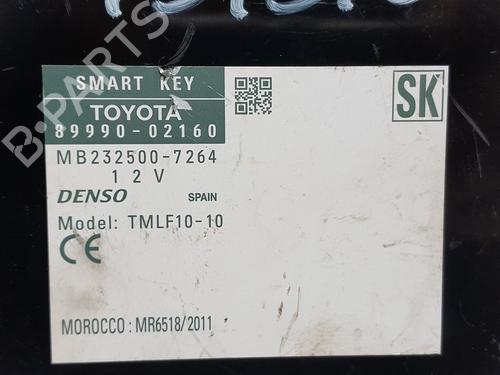 SMART KEY
TOYOTA
89990-02160
SK
MB232500-7264
12V
DENSO SPAIN
Model: TMLF10-10
CE
MOROCCO : MR6518/2011
B-PARTS